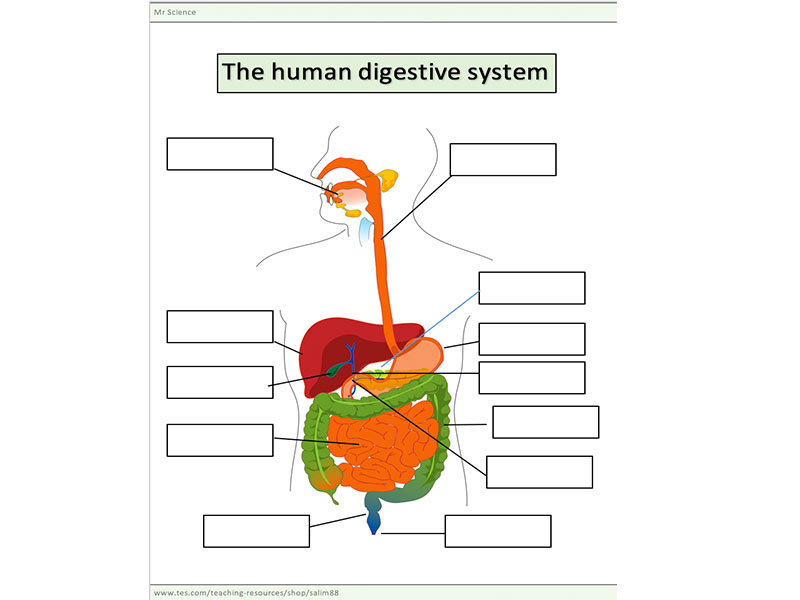 Mr Science
The human digestive system
www.tes.com/teaching-resources/shop/salim88